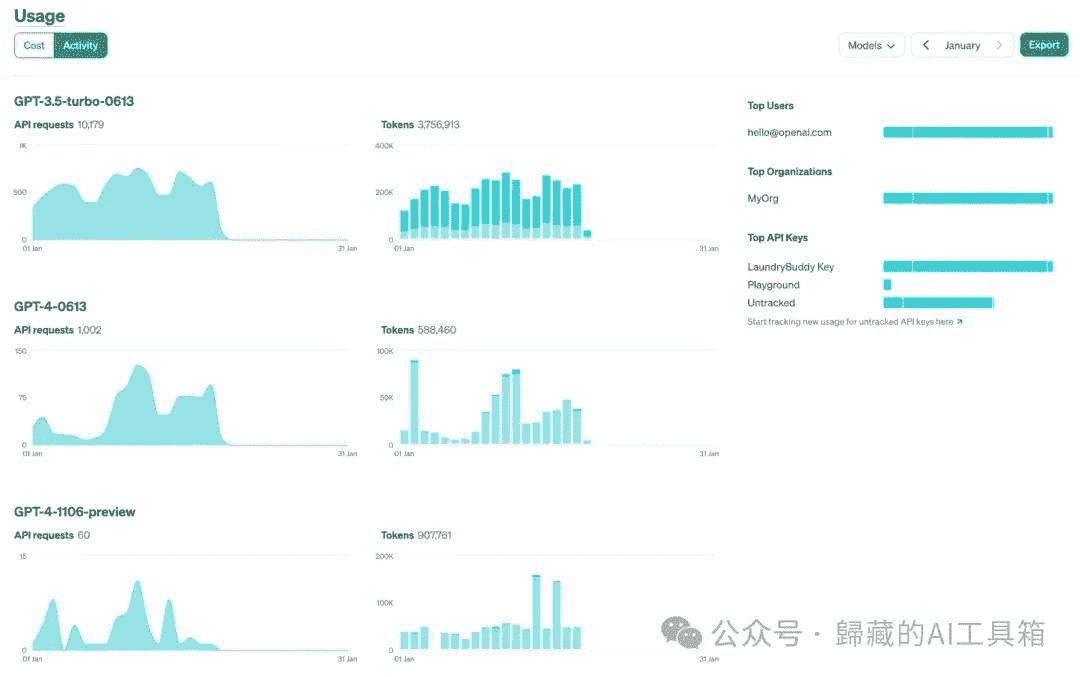 Usage
Cost Activity
Models January Export
GPT-3.5-turbo-0613
API requests 10,179
Tokens 3,756,913
1K
500
0
01 Jan 31 Jan
400K
200K
0
01 Jan 31 Jan
GPT-4-0613
API requests 1,002
Tokens 588,460
150
75
0
01 Jan 31 Jan
100K
50K
0
01 Jan 31 Jan
GPT-4-1106-preview
API requests 60
Tokens 907,761
15
0
01 Jan 31 Jan
200K
100K
0
01 Jan 31 Jan
Top Users
hello@openai.com
Top Organizations
MyOrg
Top API Keys
LaundryBuddy Key
Playground
Untracked
Start tracking new usage for untracked API keys here
公众号·歸藏的AI工具箱